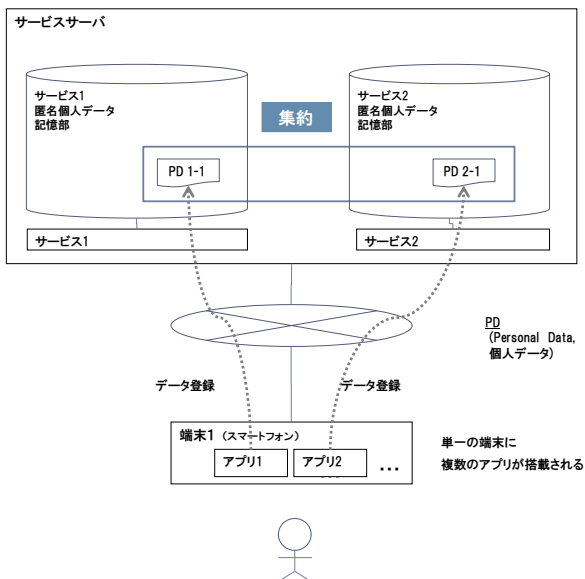 サービスサーバ
サービス1
匿名個人データ
記憶部
集約
サービス2
匿名個人データ
記憶部
PD 1-1
PD 2-1
サービス1
サービス2
PD
(Personal Data,
個人データ)
データ登録
データ登録
端末1 (スマートフォン)
アプリ1
アプリ2
...
単一の端末に
複数のアプリが搭載される